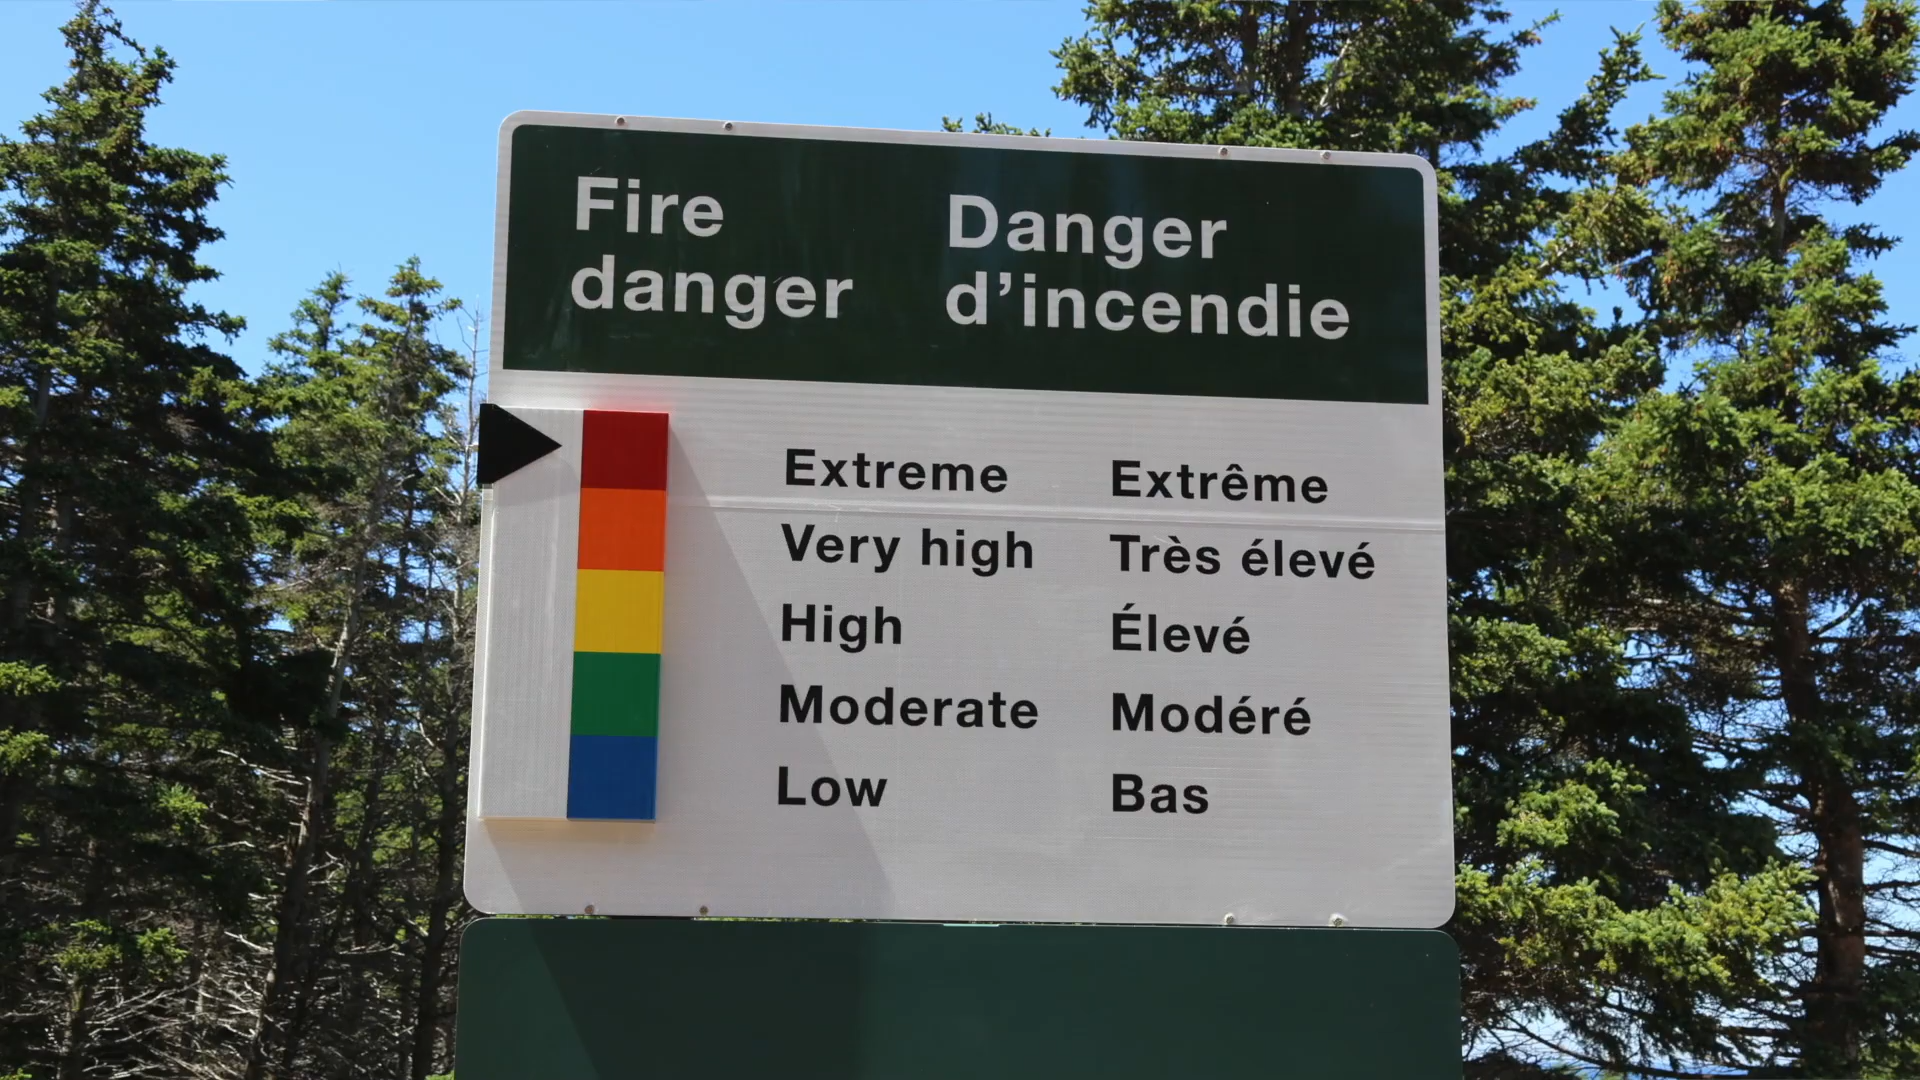 Fire danger
Danger d'incendie
Extreme Extrême
Very high Très élevé
High Élevé
Moderate Modéré
Low Bas